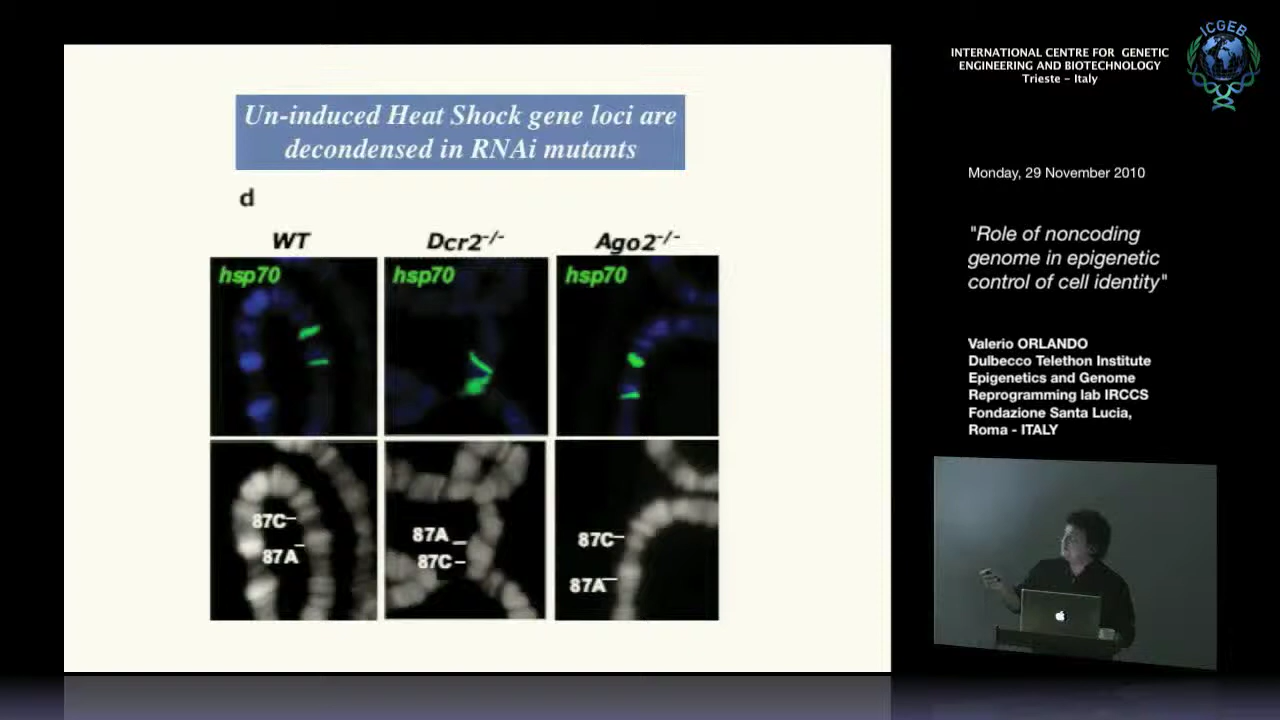 Un-induced Heat Shock gene loci are
decondensed in RNAi mutants
d
WT
Dcr2-/-
Ago2-/-
hsp70
hsp70
hsp70
87C
87A
87A
87C
87C
87A
ICGEB
INTERNATIONAL CENTRE FOR GENETIC
ENGINEERING AND BIOTECHNOLOGY
Trieste – Italy
Monday, 29 November 2010
"Role of noncoding
genome in epigenetic
control of cell identity"
Valerio ORLANDO
Dulbecco Telethon Institute
Epigenetics and Genome
Reprogramming lab IRCCS
Fondazione Santa Lucia,
Roma - ITALY